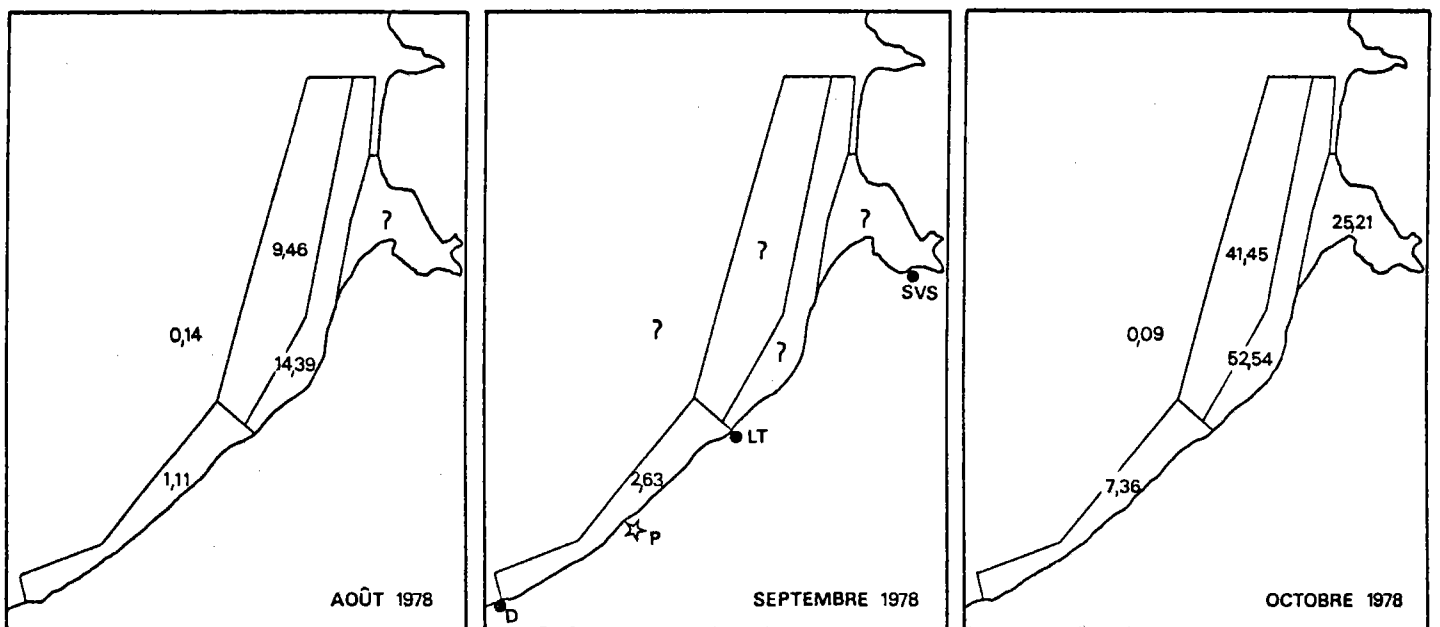 ?
9,46
0,14
14,39
1,11
AOÛT 1978
?
?
SVS
?
?
LT
2,63
P
SEPTEMBRE 1978
D
25,21
41,45
0,09
52,54
7,36
OCTOBRE 1978